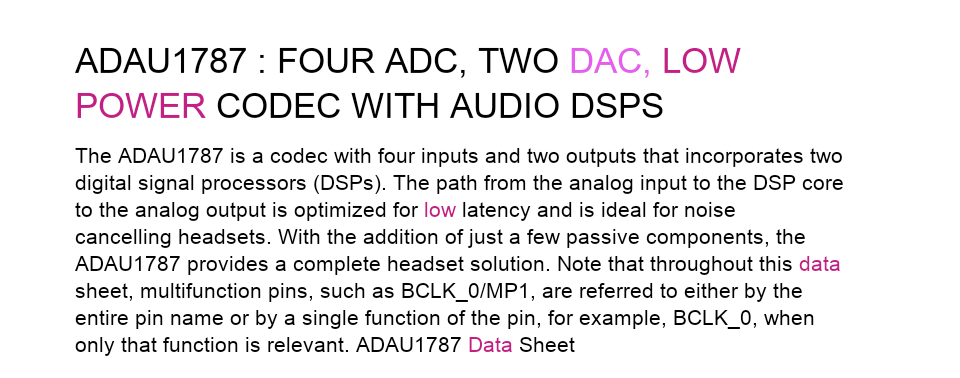 ADAU1787 : FOUR ADC, TWO DAC, LOW
POWER CODEC WITH AUDIO DSPS
The ADAU1787 is a codec with four inputs and two outputs that incorporates two
digital signal processors (DSPs). The path from the analog input to the DSP core
to the analog output is optimized for low latency and is ideal for noise
cancelling headsets. With the addition of just a few passive components, the
ADAU1787 provides a complete headset solution. Note that throughout this data
sheet, multifunction pins, such as BCLK_0/MP1, are referred to either by the
entire pin name or by a single function of the pin, for example, BCLK_0, when
only that function is relevant. ADAU1787 Data Sheet